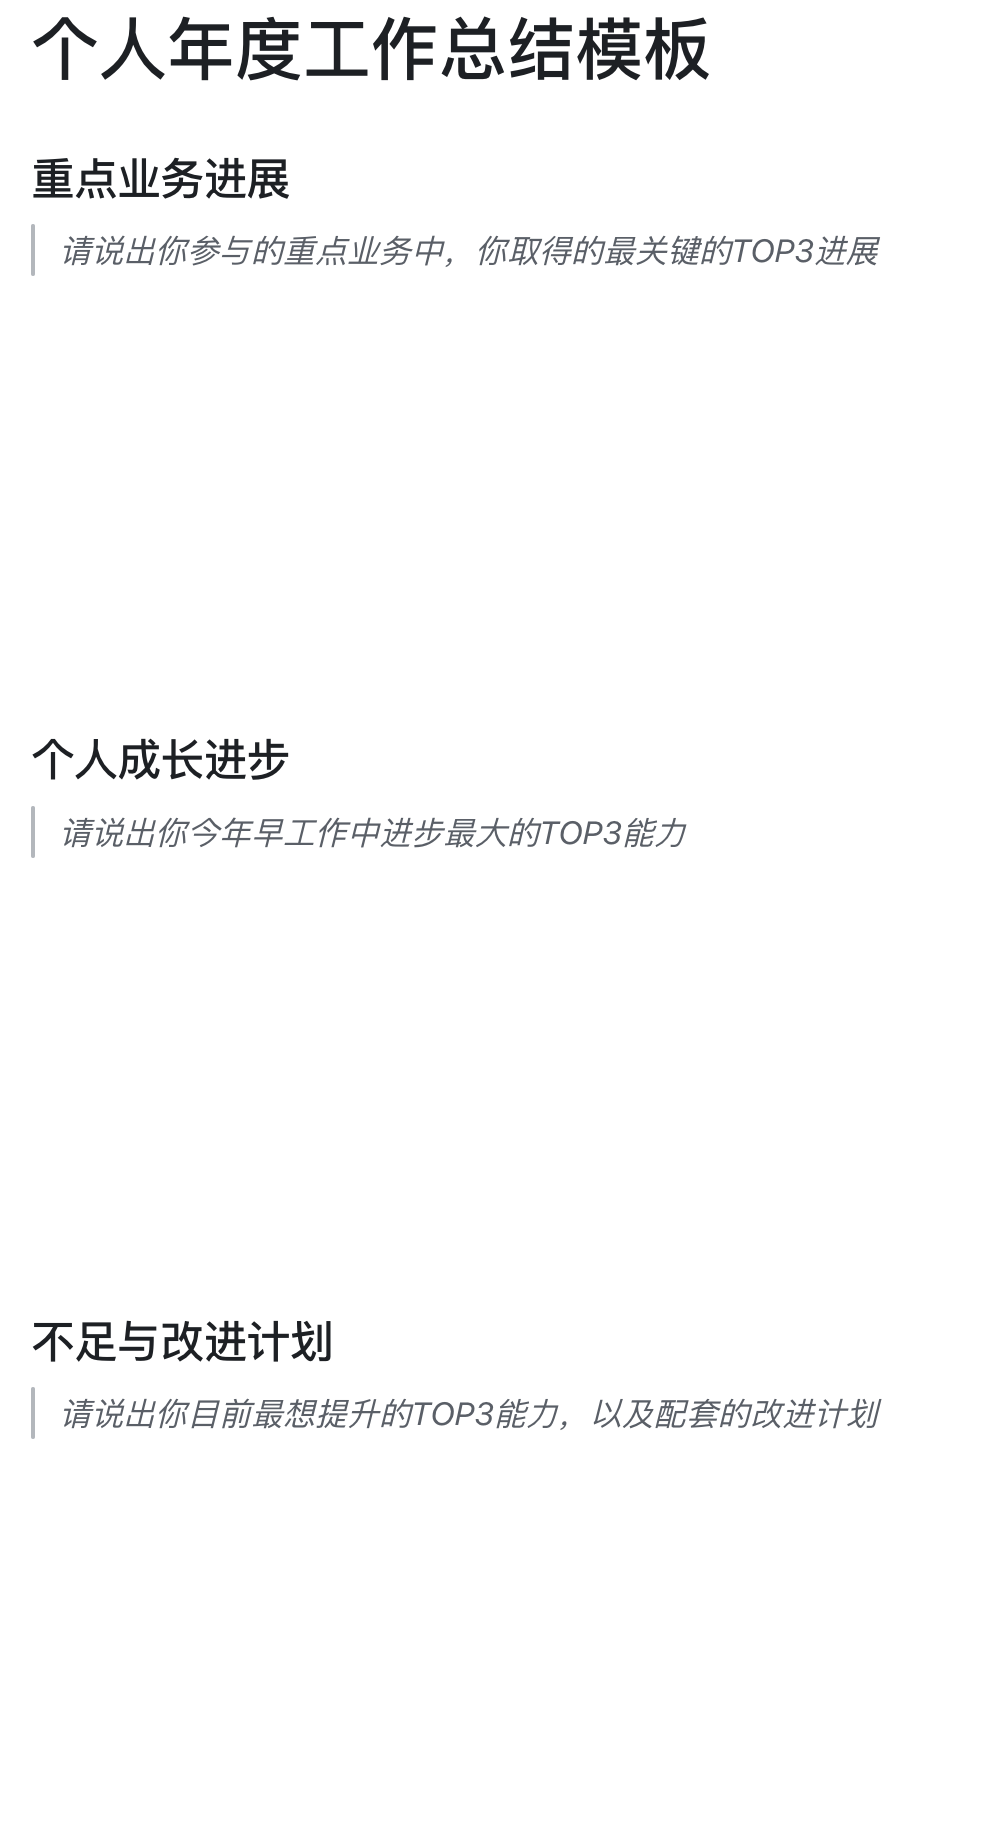 个人年度工作总结模板
重点业务进展
请说出你参与的重点业务中，你取得的最关键的TOP3进展
个人成长进步
请说出你今年早工作中进步最大的TOP3能力
不足与改进计划
请说出你目前最想提升的TOP3能力，以及配套的改进计划